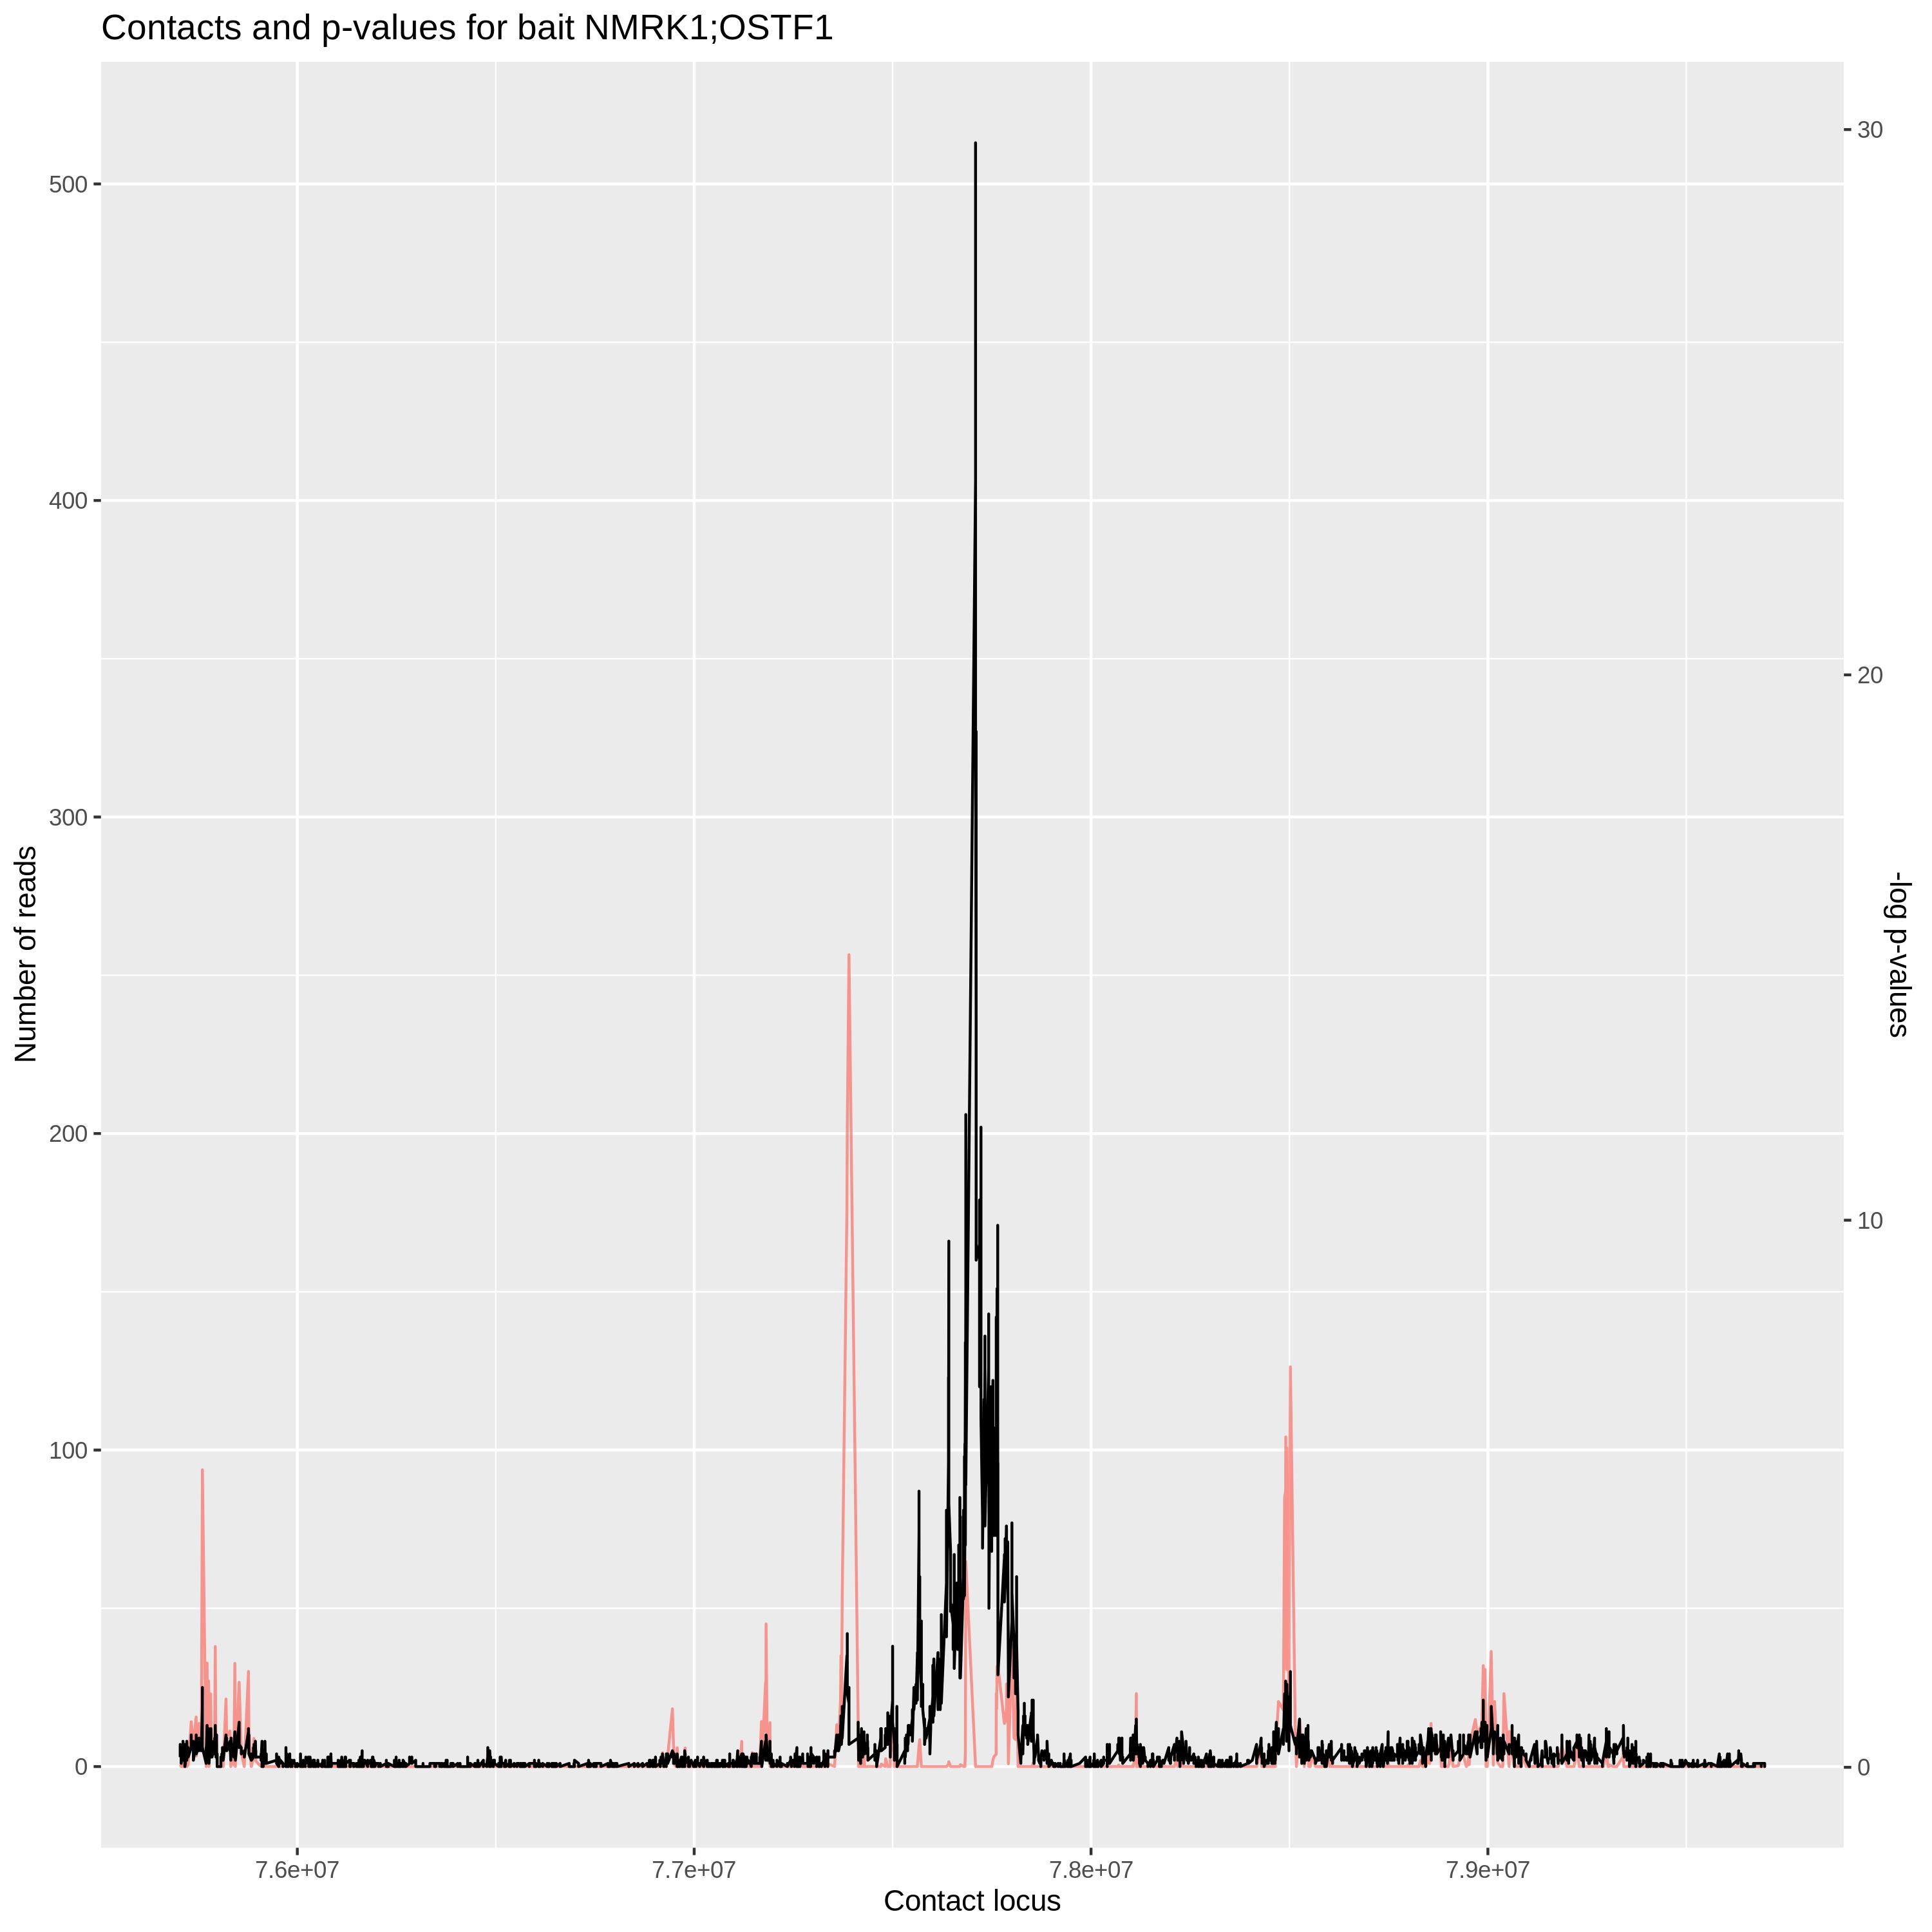 Contacts and p-values for bait NMRK1;OSTF1
500
400
300
200
100
0
Number of reads
30
20
10
0
-log p-values
7.6e+07
7.7e+07
7.8e+07
7.9e+07
Contact locus